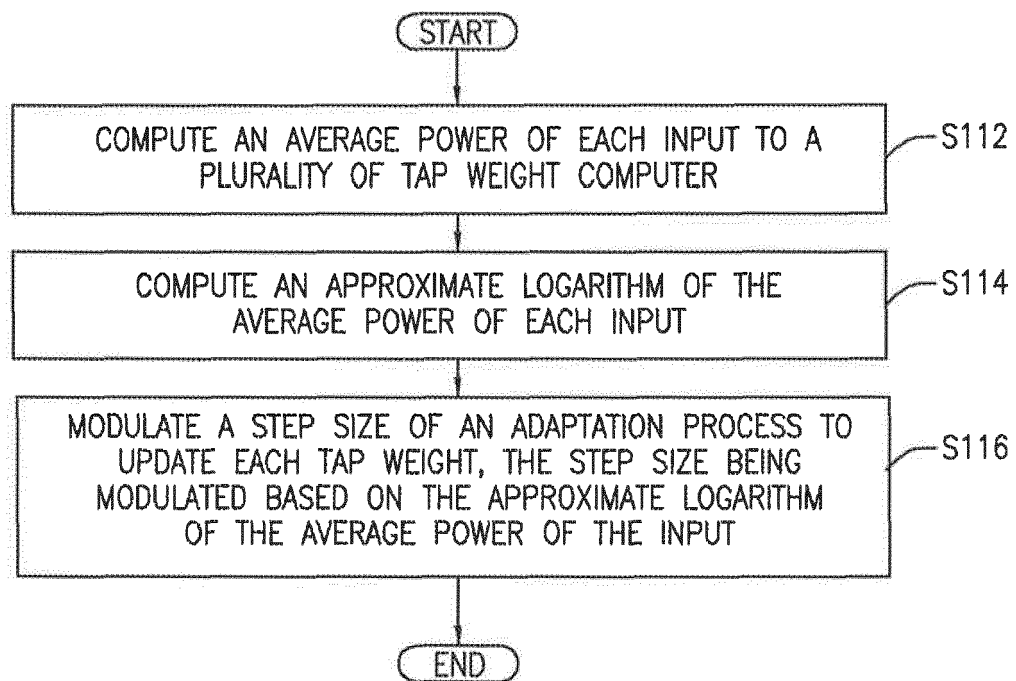 START
COMPUTE AN AVERAGE POWER OF EACH INPUT TO A
PLURALITY OF TAP WEIGHT COMPUTER
S112
COMPUTE AN APPROXIMATE LOGARITHM OF THE
AVERAGE POWER OF EACH INPUT
S114
MODULATE A STEP SIZE OF AN ADAPTATION PROCESS TO
UPDATE EACH TAP WEIGHT, THE STEP SIZE BEING
MODULATED BASED ON THE APPROXIMATE LOGARITHM
OF THE AVERAGE POWER OF THE INPUT
S116
END